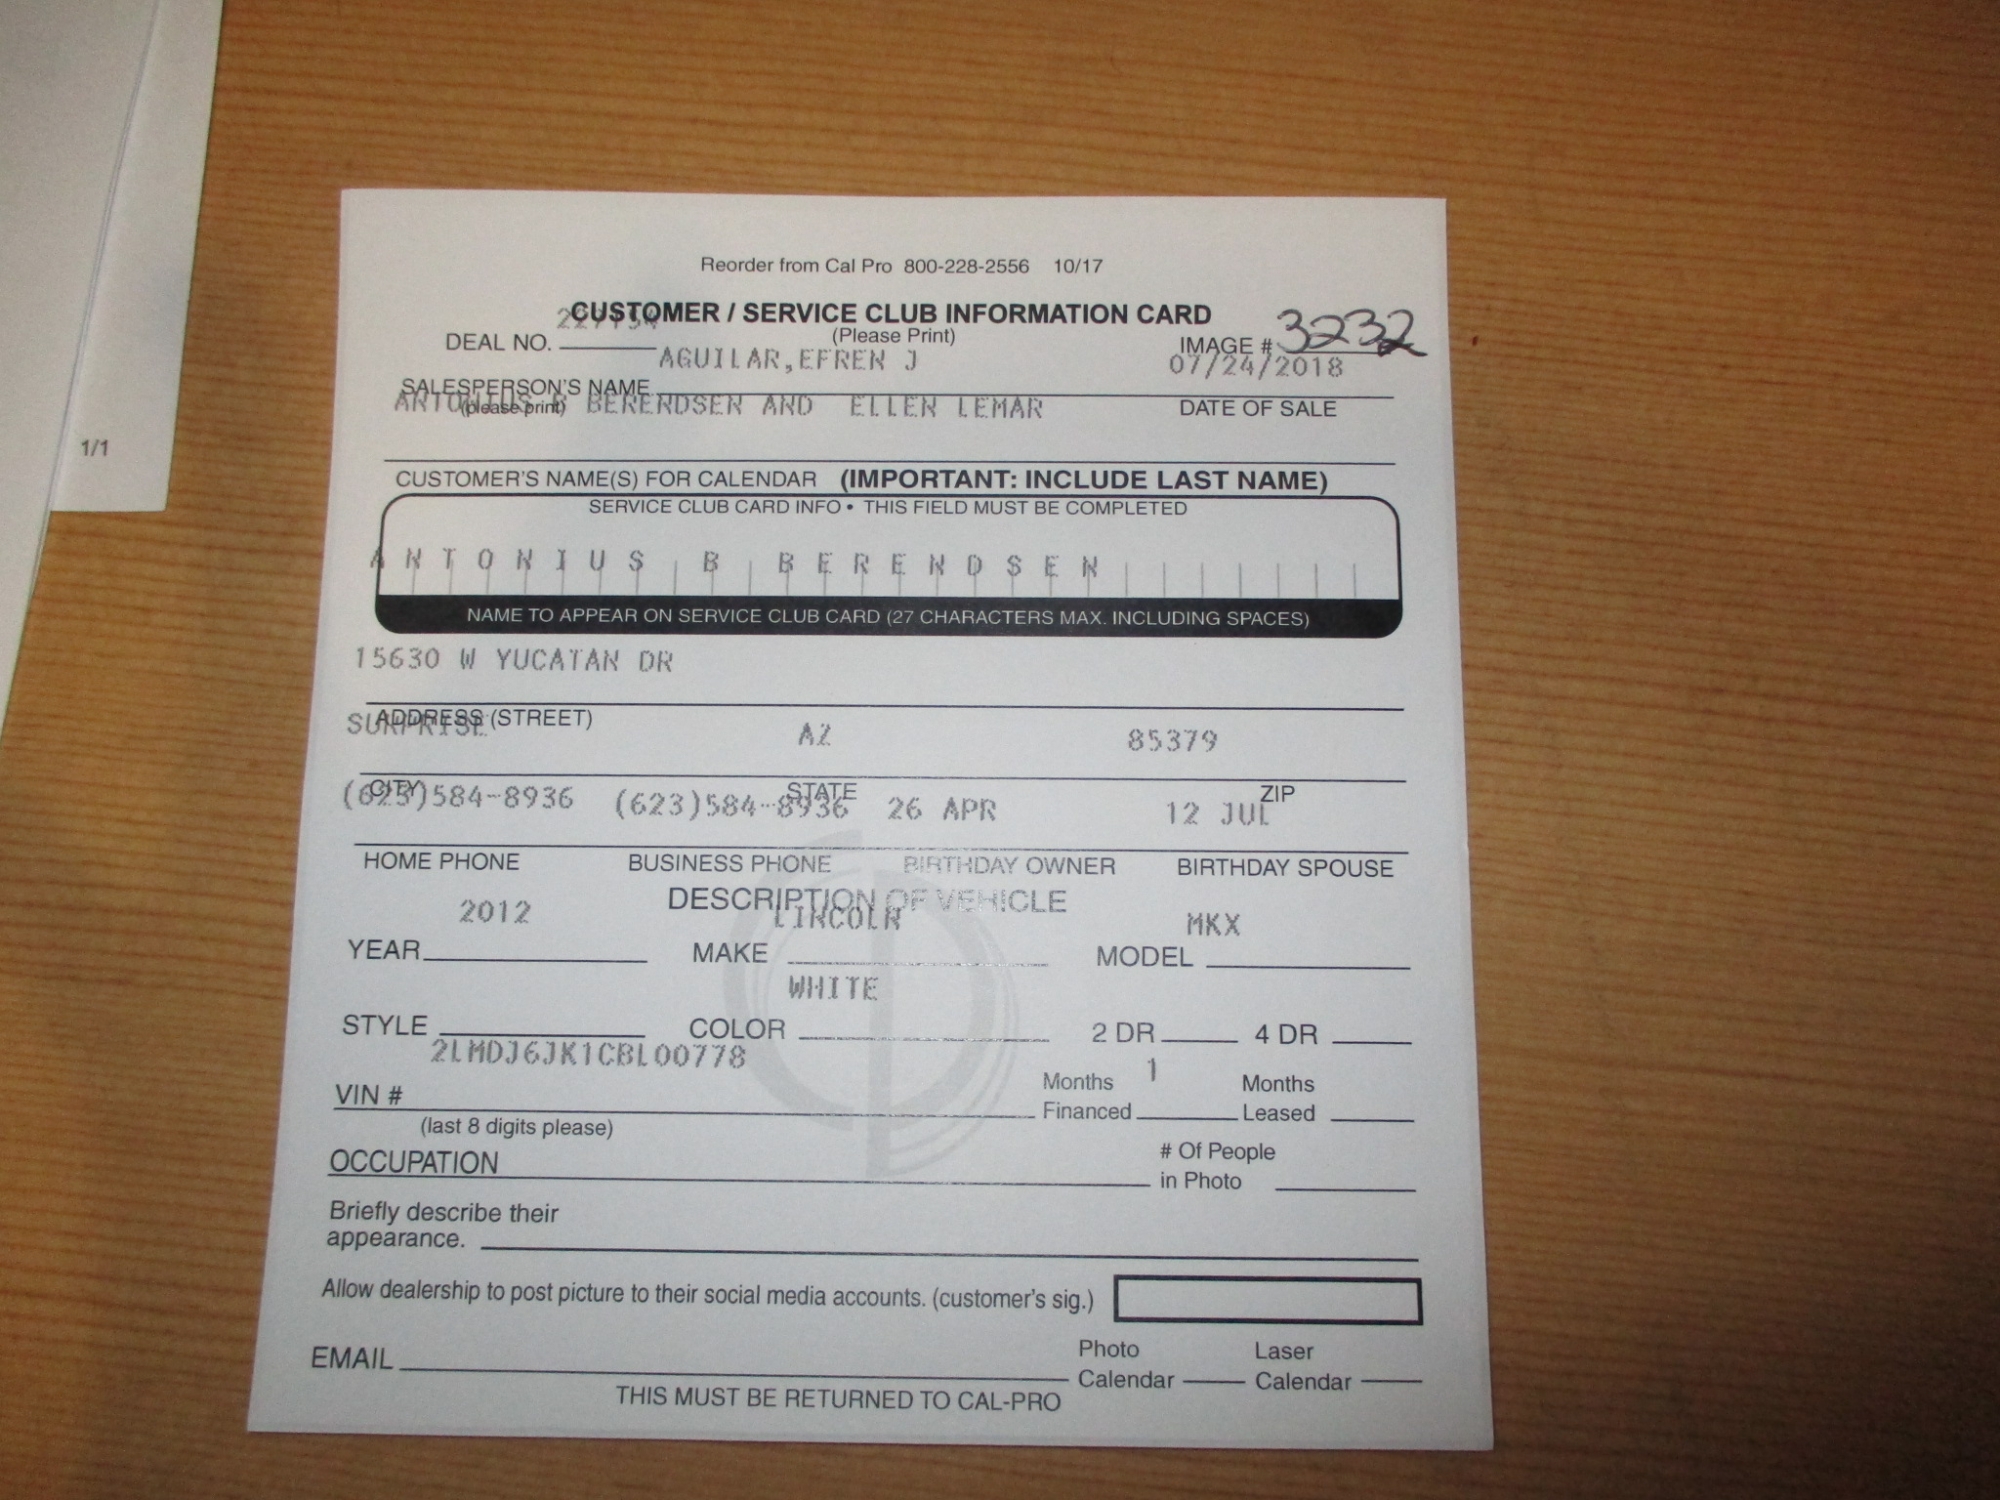 1/1
Reorder from Cal Pro 800-228-2556 10/17
CUSTOMER / SERVICE CLUB INFORMATION CARD
(Please Print)
DEAL NO.
IMAGE # 3232
AGUILAR,EFREN J 07/24/2018
SALESPERSON'S NAME
(please print) DATE OF SALE
ANTONIUS B BERENDSEN AND ELLEN LEMAR
CUSTOMER'S NAME(S) FOR CALENDAR (IMPORTANT: INCLUDE LAST NAME)
SERVICE CLUB CARD INFO • THIS FIELD MUST BE COMPLETED
ANTONIUS B BERENDSEN
NAME TO APPEAR ON SERVICE CLUB CARD (27 CHARACTERS MAX. INCLUDING SPACES)
15630 W YUCATAN DR
ADDRESS (STREET)
SURPRISE AZ 85379
CITY STATE ZIP
(623)584-8936 (623)584-8936 26 APR 12 JUL
HOME PHONE BUSINESS PHONE BIRTHDAY OWNER BIRTHDAY SPOUSE
DESCRIPTION OF VEHICLE
2012 LINCOLN MKX
YEAR MAKE MODEL
WHITE
STYLE COLOR 2 DR 4 DR
2LMDJ6JK1CBL00778
VIN # Months Financed 1 Months Leased
(last 8 digits please)
OCCUPATION # Of People in Photo
Briefly describe their
appearance.
Allow dealership to post picture to their social media accounts. (customer's sig.)
EMAIL Photo Calendar Laser Calendar
THIS MUST BE RETURNED TO CAL-PRO